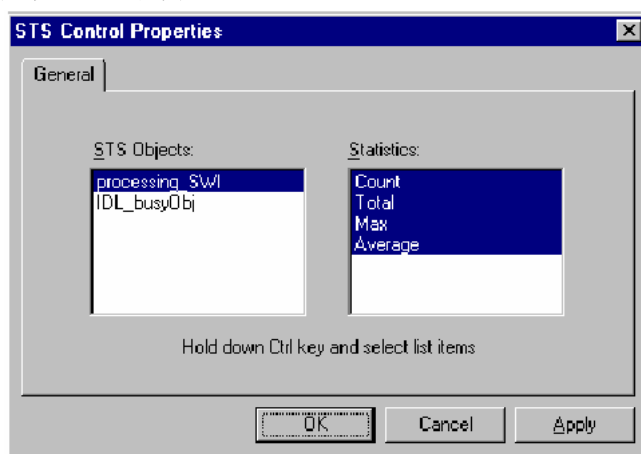 STS Control Properties
General
STS Objects:
processing_SWI
IDL_busyObj
Statistics:
Count
Total
Max
Average
Hold down Ctrl key and select list items
OK
Cancel
Apply